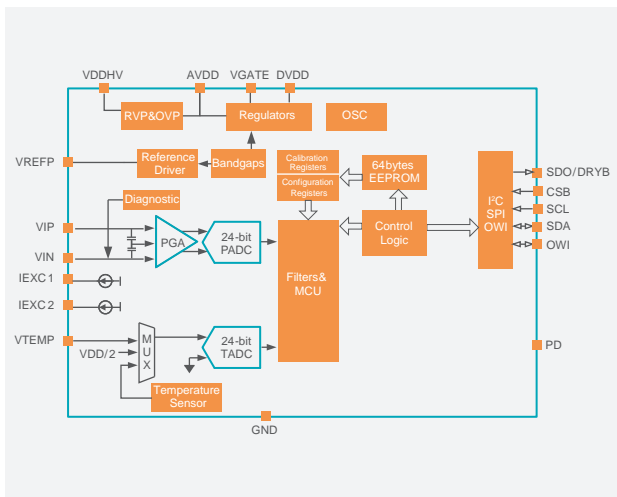 VDDHV
AVDD
VGATE
DVDD
RVP&OVP
Regulators
OSC
VREFP
Reference
Driver
Bandgaps
Calibration
Registers
Configuration
Registers
64bytes
EEPROM
Diagnostic
VIP
VIN
PGA
24-bit
PADC
Filters&
MCU
Control
Logic
I²C
SPI
OWI
SDO/DRYB
CSB
SCL
SDA
OWI
IEXC1
IEXC2
VTEMP
VDD/2
MUX
24-bit
TADC
Temperature
Sensor
PD
GND